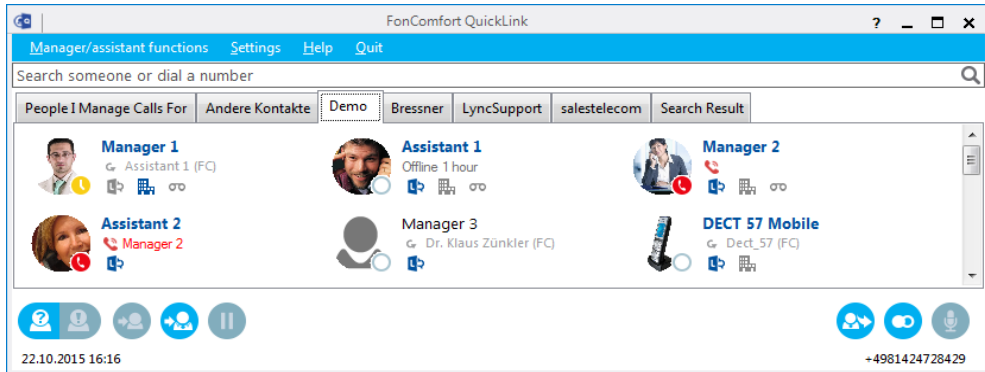 FonComfort QuickLink
?
Manager/assistant functions Settings Help Quit
Search someone or dial a number
People I Manage Calls For Andere Kontakte Demo Bressner LyncSupport salestelecom Search Result
Manager 1
Assistant 1 (FC)
Assistant 1
Offline 1 hour
Manager 2
Assistant 2
Manager 2
Manager 3
Dr. Klaus Zünkler (FC)
DECT 57 Mobile
Dect_57 (FC)
22.10.2015 16:16
+4981424728429